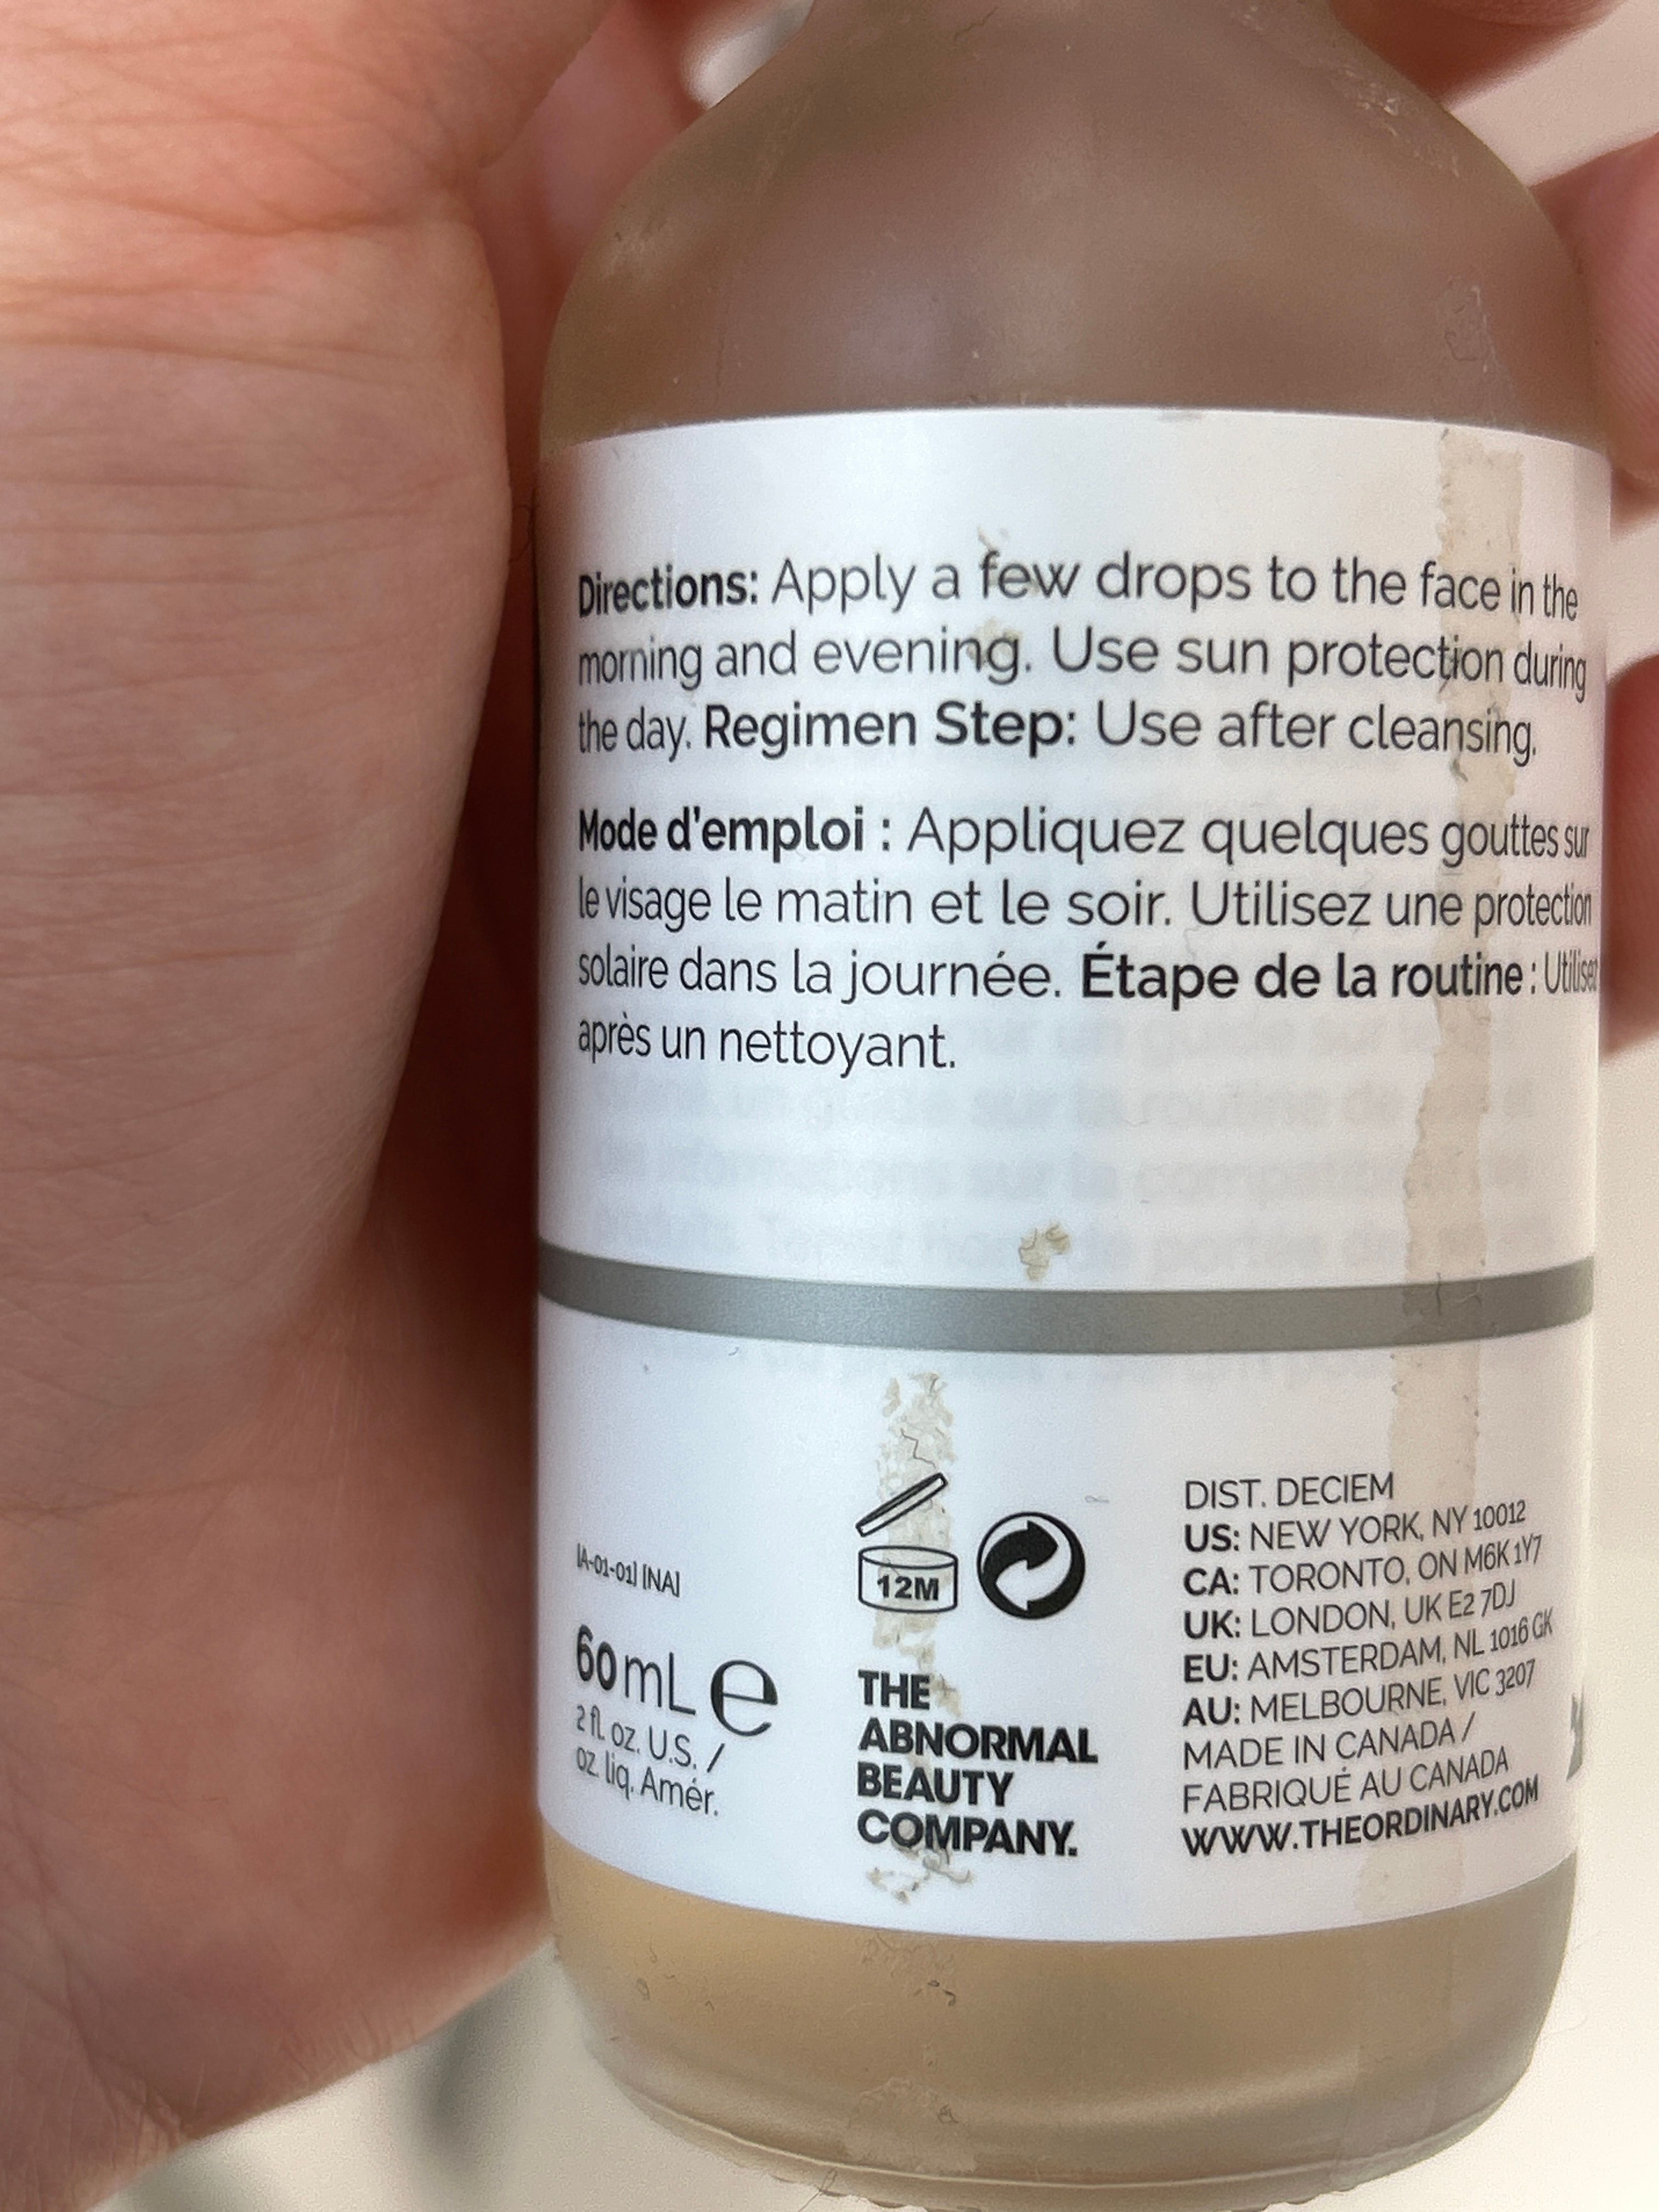 Directions: Apply a few drops to the face in the
morning and evening. Use sun protection during
the day. Regimen Step: Use after cleansing.
Mode d'emploi : Appliquez quelques gouttes sur
le visage le matin et le soir. Utilisez une protection
solaire dans la journée. Étape de la routine : Utilisez
après un nettoyant.
[A-01-01] [NA]
60 mL e
2 fl. oz. U.S. /
oz. liq. Amér.
12M
THE
ABNORMAL
BEAUTY
COMPANY.
DIST. DECIEM
US: NEW YORK, NY 10012
CA: TORONTO, ON M6K 1Y7
UK: LONDON, UK E2 7DJ
EU: AMSTERDAM, NL 1016 GK
AU: MELBOURNE, VIC 3207
MADE IN CANADA /
FABRIQUÉ AU CANADA
WWW.THEORDINARY.COM